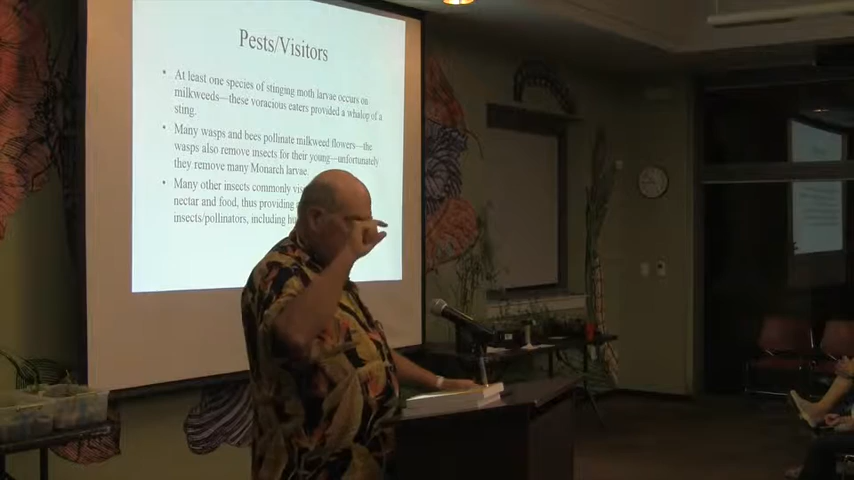 Pests/Visitors
• At least one species of stinging moth larvae occurs on
milkweeds—these voracious eaters provided a whalop of a
sting.
• Many wasps and Bees pollinate milkweed flowers—the
wasps also remove insects for their young—unfortunately
they remove many Monarch larvae.
• Many other insects commonly
nectar and food, thus providing
insects/pollinators, including